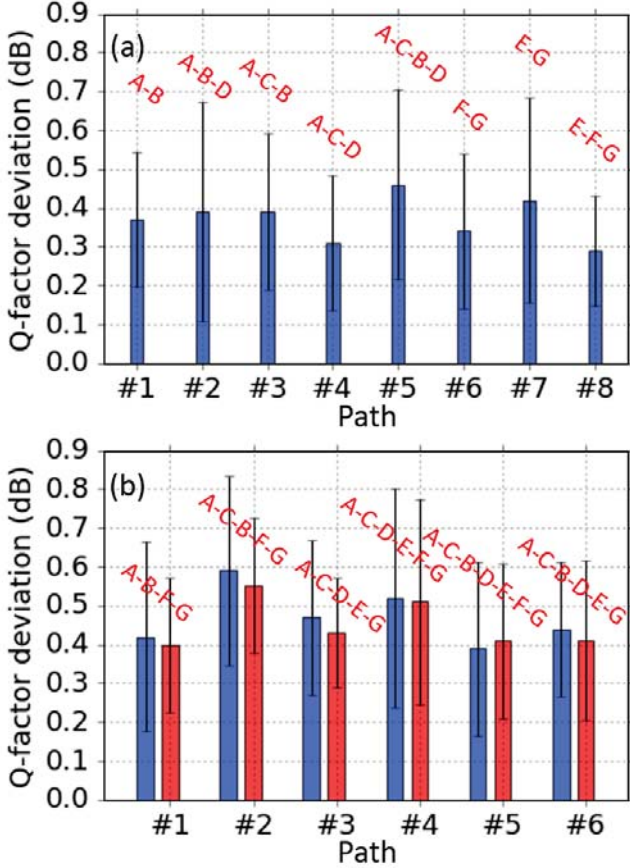 Q-factor deviation (dB)
0.9
0.8
0.7
0.6
0.5
0.4
0.3
0.2
0.1
0.0
(a)
A-B
A-B-D
A-C-B
A-C-D
A-C-B-D
F-G
E-G
E-F-G
#1 #2 #3 #4 #5 #6 #7 #8
Path
Q-factor deviation (dB)
0.9
0.8
0.7
0.6
0.5
0.4
0.3
0.2
0.1
0.0
(b)
A-B-F-G
A-C-B-F-G
A-C-D-E-G
A-C-D-E-F-G
A-C-B-D-E-F-G
A-C-B-D-E-G
#1 #2 #3 #4 #5 #6
Path